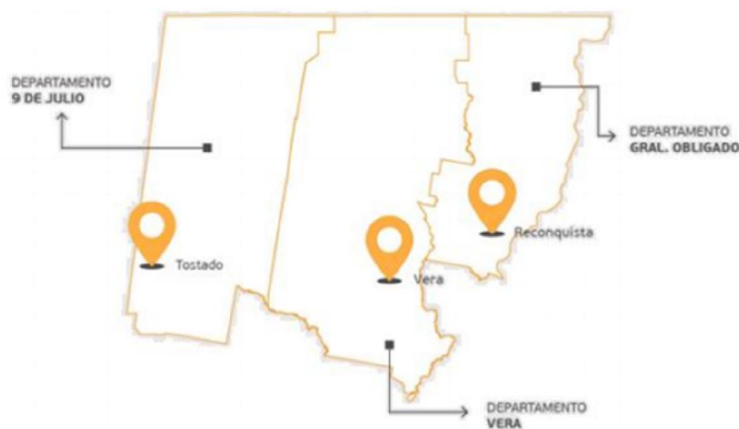 DEPARTAMENTO
9 DE JULIO
DEPARTAMENTO
GRAL. OBLIGADO
Reconquista
Tostado
Vera
DEPARTAMENTO
VERA